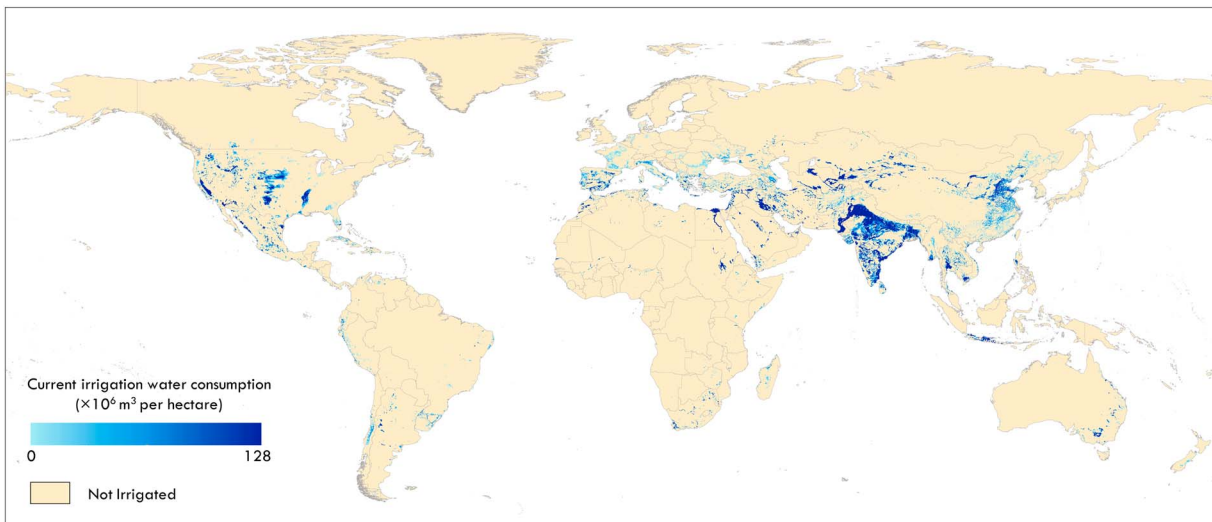 Current irrigation water consumption
(×10⁶ m³ per hectare)
0 128
Not Irrigated